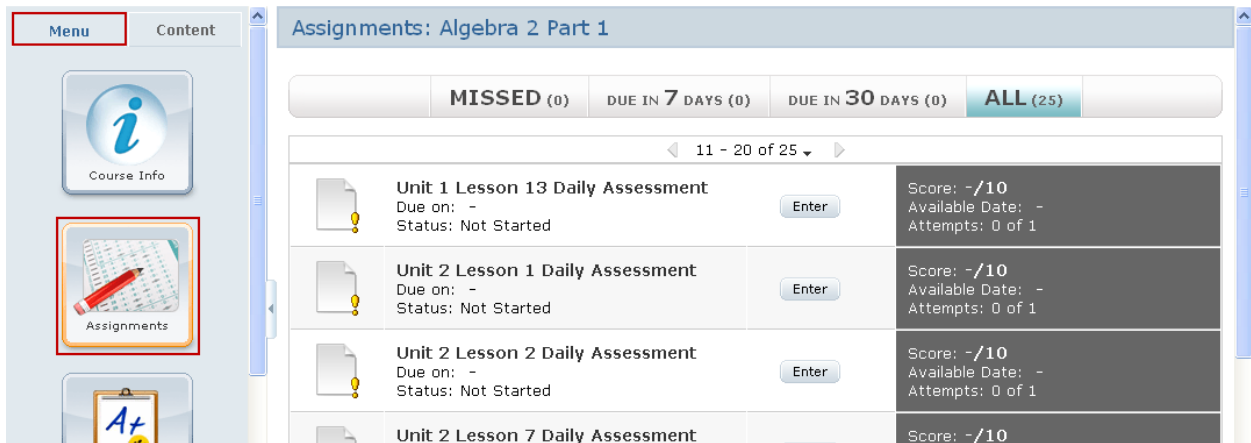 Menu
Content
Course Info
Assignments
A+
Assignments: Algebra 2 Part 1
MISSED (0)
DUE IN 7 DAYS (0)
DUE IN 30 DAYS (0)
ALL (25)
11 - 20 of 25
Unit 1 Lesson 13 Daily Assessment
Due on: -
Status: Not Started
Enter
Score: -/10
Available Date: -
Attempts: 0 of 1
Unit 2 Lesson 1 Daily Assessment
Due on: -
Status: Not Started
Enter
Score: -/10
Available Date: -
Attempts: 0 of 1
Unit 2 Lesson 2 Daily Assessment
Due on: -
Status: Not Started
Enter
Score: -/10
Available Date: -
Attempts: 0 of 1
Unit 2 Lesson 7 Daily Assessment
Score: -/10